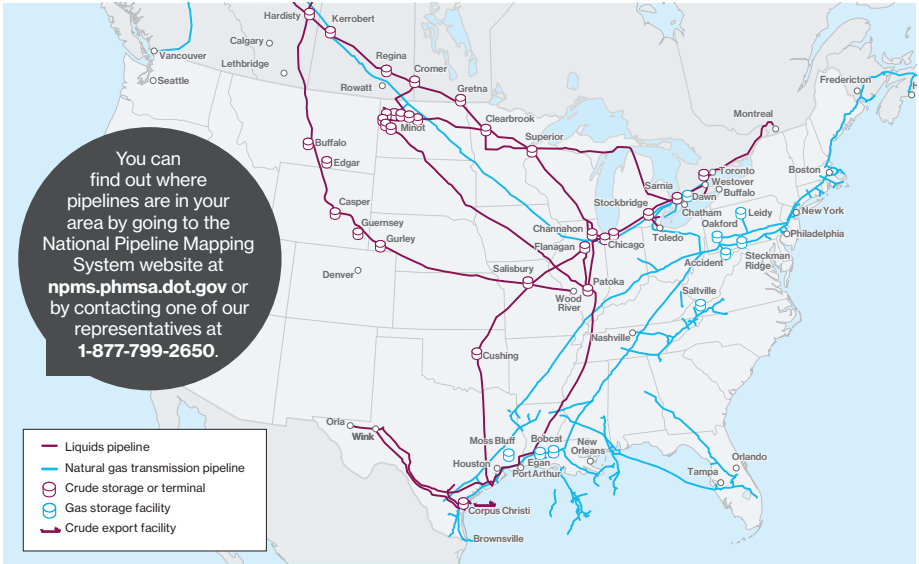 Hardisty
Kerrobert
Calgary
Vancouver
Lethbridge
Regina
Cromer
Seattle
Rowatt
Gretna
Fredericton
H
Minot
Clearbrook
Montreal
Superior
Buffalo
Edgar
You can
find out where
pipelines are in your
area by going to the
National Pipeline Mapping
System website at
npms.phmsa.dot.gov or
by contacting one of our
representatives at
1-877-799-2650.
Toronto
Westover
Buffalo
Boston
Sarnia
Dawn
Stockbridge
Chatham
Casper
Guernsey
Gurley
Oakford
Leidy
New York
Philadelphia
Channahon
Flanagan
Chicago
Toledo
Accident
Steckman
Ridge
Denver
Salisbury
Wood
River
Patoka
Saltville
Nashville
Cushing
Orla
Wink
Moss Bluff
Bobcat
New
Orleans
Houston
Egan
Port Arthur
Orlando
Tampa
Corpus Christi
Brownsville
Liquids pipeline
Natural gas transmission pipeline
Crude storage or terminal
Gas storage facility
Crude export facility